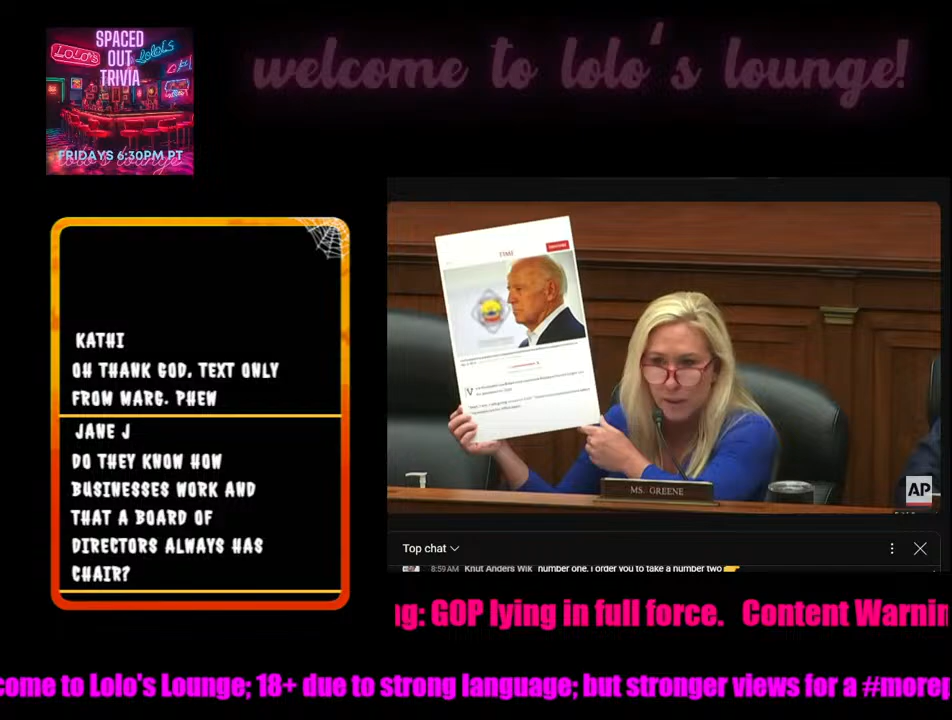 SPACED
OUT
TRIVIA
LOLO'S
LOLO'S
FRIDAYS 6:30PM PT
lolo's lounge
welcome to lolo's lounge!
KATHI
OH THANK GOD, TEXT ONLY
FROM MARG. PHEW
JANE J
DO THEY KNOW HOW
BUSINESSES WORK AND
THAT A BOARD OF
DIRECTORS ALWAYS HAS
CHAIR?
TIME
MS. GREENE
AP
Top chat
8:59 AM Knut Anders Wik number one. I order you to take a number two
ng: GOP lying in full force. Content Warnin
come to Lolo's Lounge; 18+ due to strong language; but stronger views for a #morep